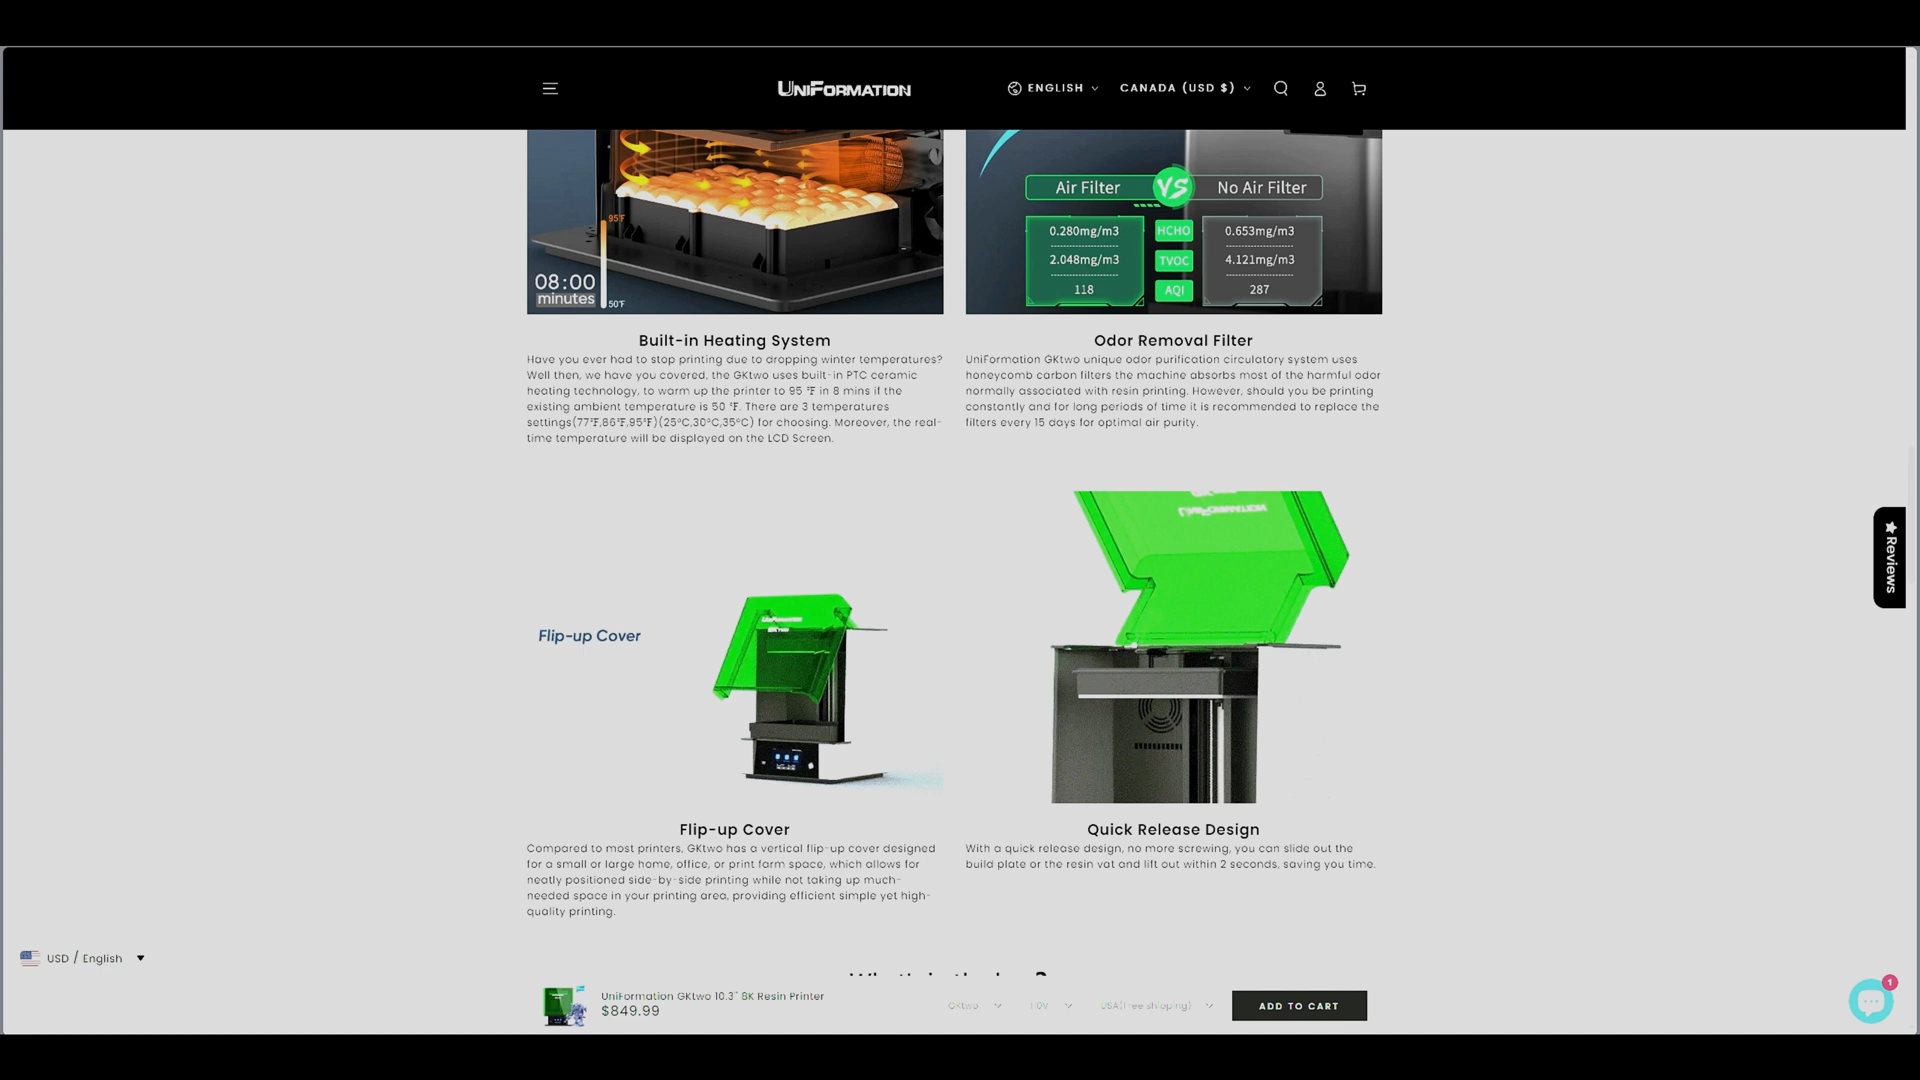 UNIFORMATION
ENGLISH
CANADA (USD $)
95°F
08:00
minutes
50°F
Air Filter
VS
No Air Filter
0.280mg/m3
HCHO
0.653mg/m3
2.048mg/m3
TVOC
4.121mg/m3
118
AQI
287
Built-in Heating System
Have you ever had to stop printing due to dropping winter temperatures?
Well then, we have you covered, the GKtwo uses built-in PTC ceramic
heating technology, to warm up the printer to 95 ℉ in 8 mins if the
existing ambient temperature is 50 ℉. There are 3 temperatures
settings(77℉,86℉,95℉)(25°C,30°C,35°C) for choosing. Moreover, the real-
time temperature will be displayed on the LCD Screen.
Odor Removal Filter
UniFormation GKtwo unique odor purification circulatory system uses
honeycomb carbon filters the machine absorbs most of the harmful odor
normally associated with resin printing. However, should you be printing
constantly and for long periods of time it is recommended to replace the
filters every 15 days for optimal air purity.
Flip-up Cover
UNIFORMATION
UNIFORMATION
Reviews
Flip-up Cover
Compared to most printers, GKtwo has a vertical flip-up cover designed
for a small or large home, office, or print farm space, which allows for
neatly positioned side-by-side printing while not taking up much-
needed space in your printing area, providing efficient simple yet high-
quality printing.
Quick Release Design
With a quick release design, no more screwing, you can slide out the
build plate or the resin vat and lift out within 2 seconds, saving you time.
USD / English
What's in the box?
UniFormation GKtwo 10.3" 8K Resin Printer
$849.99
GKtwo
110V
USA(Free shipping)
ADD TO CART
1